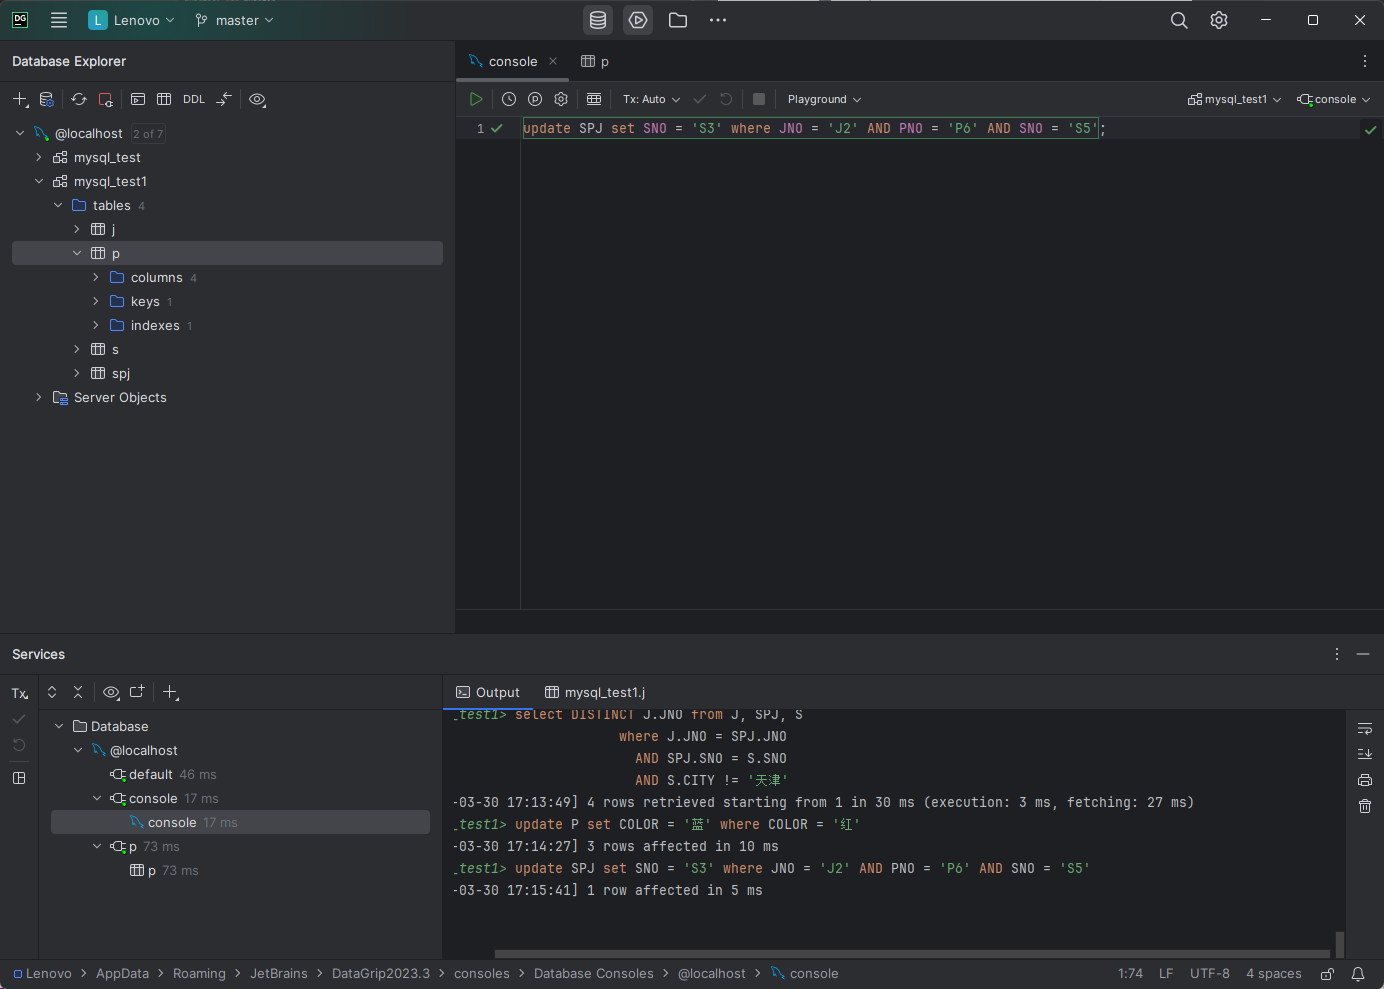 DG
L Lenovo master
Database Explorer
console
p
DDL
Tx: Auto
Playground
mysql_test1
console
@localhost 2 of 7
mysql_test
mysql_test1
tables 4
j
p
columns 4
keys 1
indexes 1
s
spj
Server Objects
1 update SPJ set SNO = 'S3' where JNO = 'J2' AND PNO = 'P6' AND SNO = 'S5';
Services
Tx
Database
@localhost
default 46 ms
console 17 ms
console 17 ms
p 73 ms
p 73 ms
Output
mysql_test1.j
_test1> select DISTINCT J.JNO from J, SPJ, S
where J.JNO = SPJ.JNO
AND SPJ.SNO = S.SNO
AND S.CITY != '天津'
-03-30 17:13:49] 4 rows retrieved starting from 1 in 30 ms (execution: 3 ms, fetching: 27 ms)
_test1> update P set COLOR = '蓝' where COLOR = '红'
-03-30 17:14:27] 3 rows affected in 10 ms
_test1> update SPJ set SNO = 'S3' where JNO = 'J2' AND PNO = 'P6' AND SNO = 'S5'
-03-30 17:15:41] 1 row affected in 5 ms
Lenovo > AppData > Roaming > JetBrains > DataGrip2023.3 > consoles > Database Consoles > @localhost > console
1:74 LF UTF-8 4 spaces